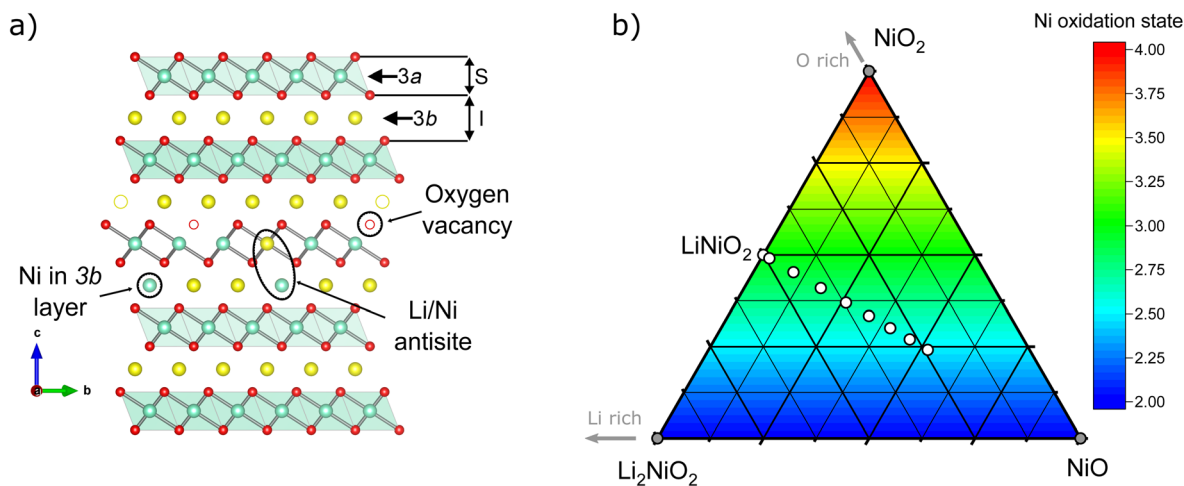 a)
3a
S
3b
I
Oxygen
vacancy
Ni in 3b
layer
Li/Ni
antisite
c
a
b
b)
Ni oxidation state
NiO2
O rich
4.00
3.75
3.50
3.25
3.00
2.75
2.50
2.25
2.00
LiNiO2
Li rich
Li2NiO2
NiO